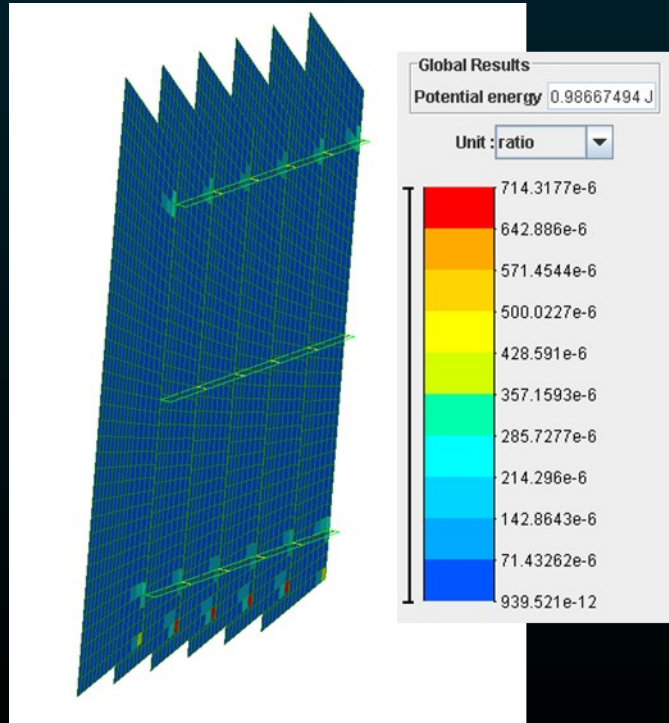 Global Results
Potential energy 0.98667494 J
Unit : ratio
714.3177e-6
642.886e-6
571.4544e-6
500.0227e-6
428.591e-6
357.1593e-6
285.7277e-6
214.296e-6
142.8643e-6
71.43262e-6
939.521e-12